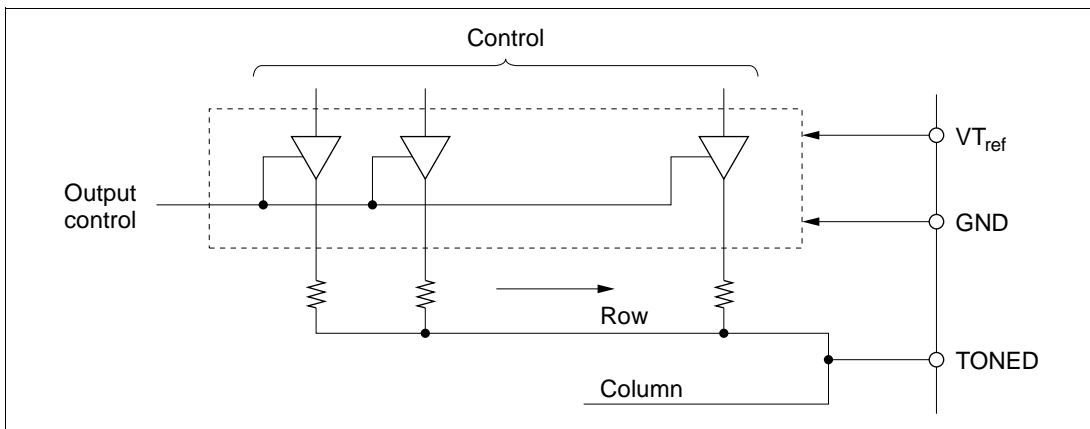 Control
VTref
Output
control
GND
Row
TONED
Column